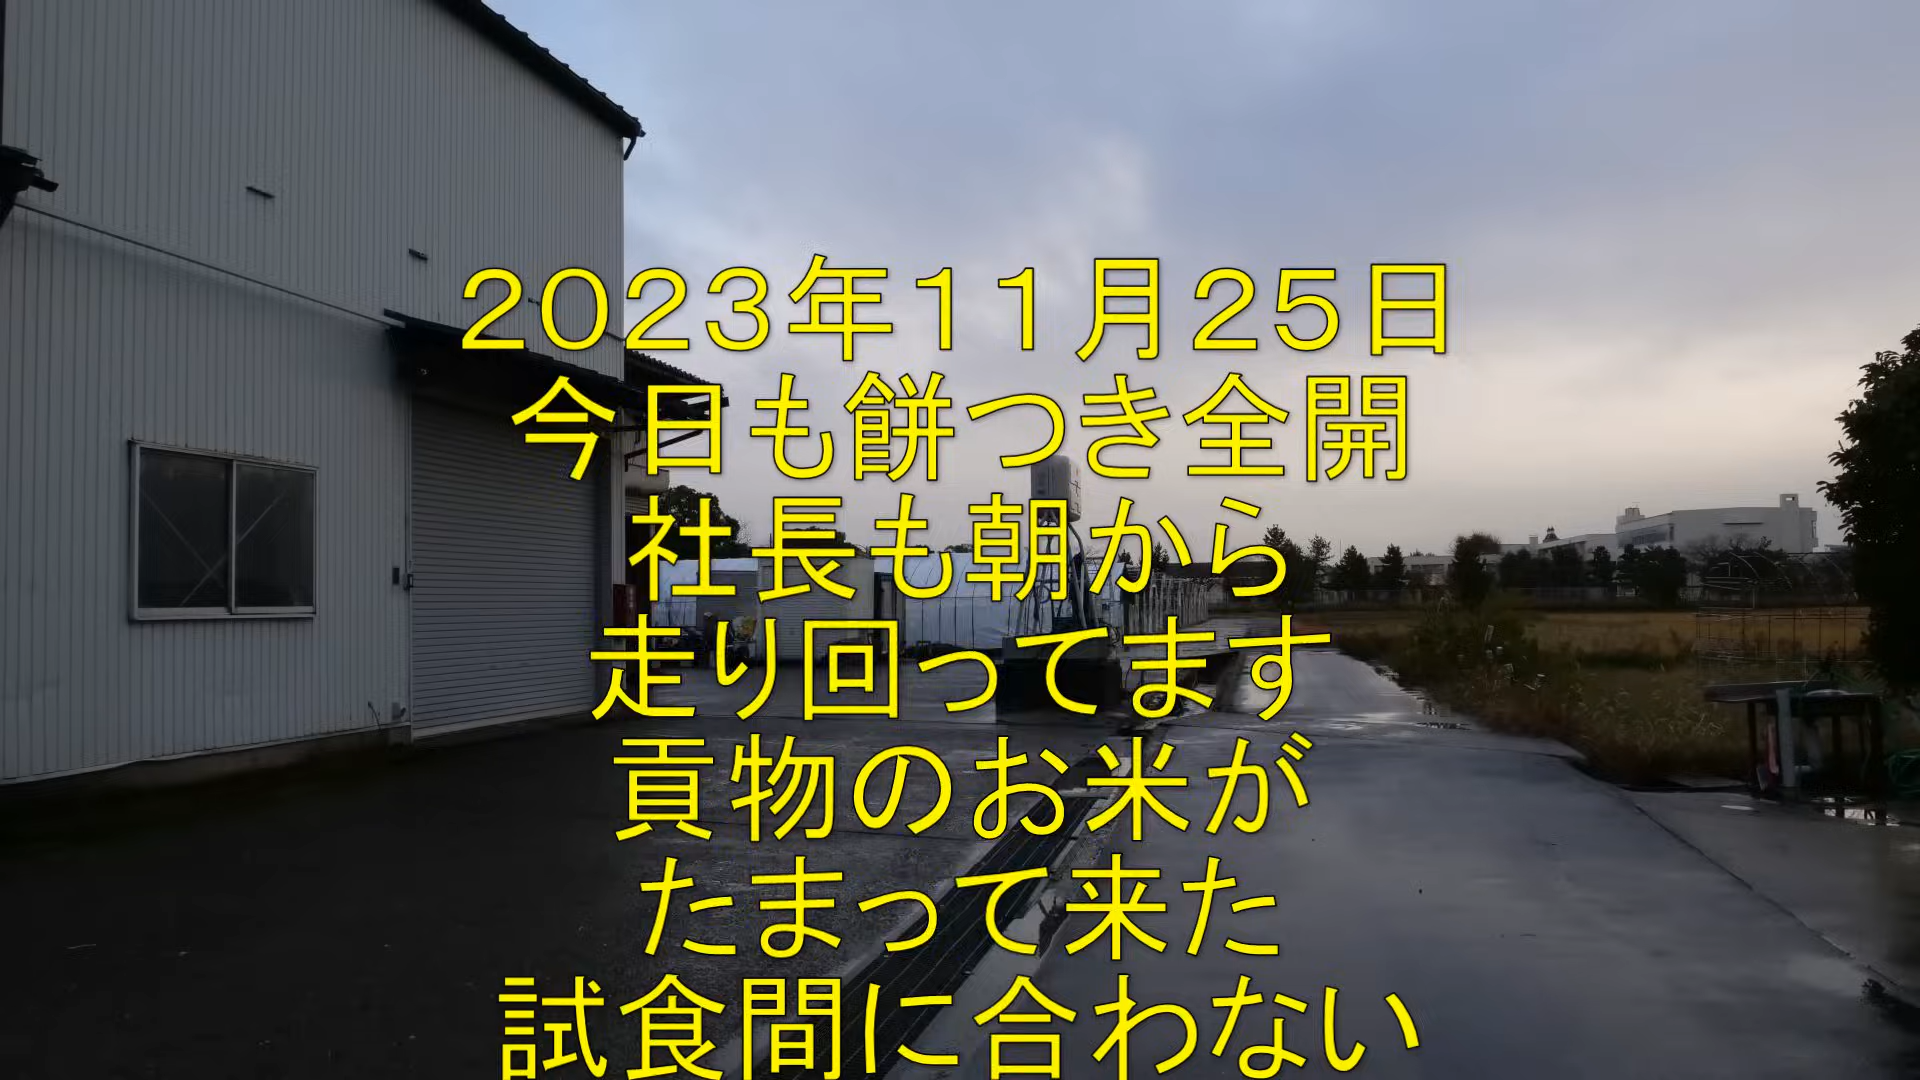 ２０２３年１１月２５日
今日も餅つき全開
社長も朝から
走り回ってます
貢物のお米が
たまって来た
試食間に合わない